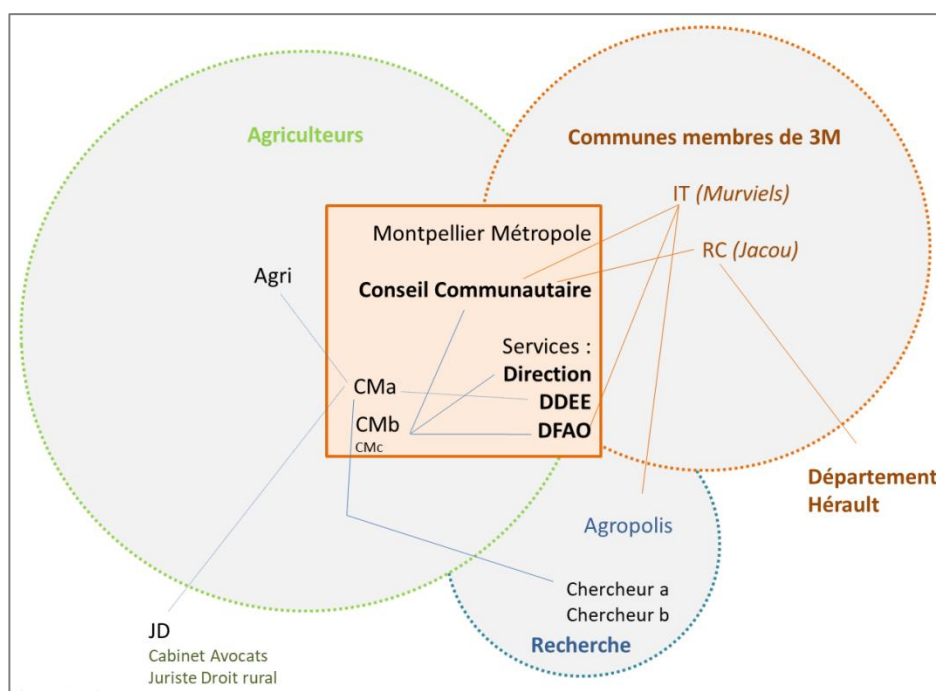 Agriculteurs
Communes membres de 3M
IT (Murviels)
RC (Jacou)
Montpellier Métropole
Conseil Communautaire
Agri
Services :
Direction
DDEE
DFAO
CMa
CMb
CMc
Département
Hérault
Agropolis
Chercheur a
Chercheur b
Recherche
JD
Cabinet Avocats
Juriste Droit rural